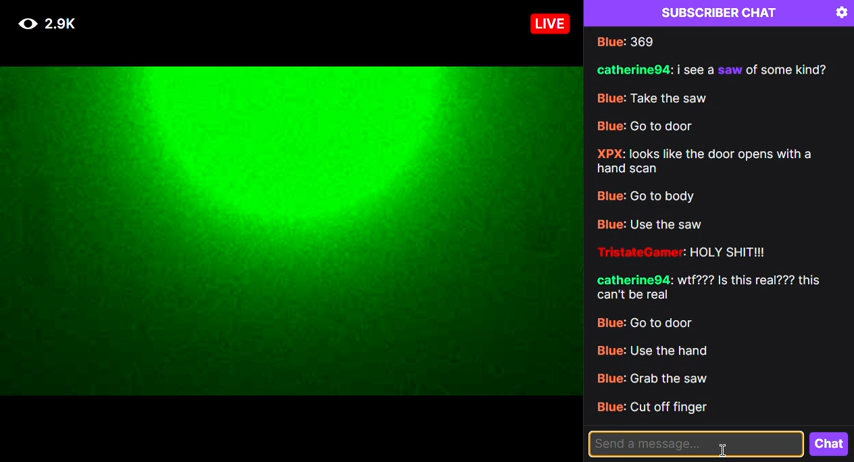 2.9K
LIVE
SUBSCRIBER CHAT
Blue: 369
catherine94: i see a saw of some kind?
Blue: Take the saw
Blue: Go to door
XPX: looks like the door opens with a
hand scan
Blue: Go to body
Blue: Use the saw
TristateGamer: HOLY SHIT!!!
catherine94: wtf??? Is this real??? this
can't be real
Blue: Go to door
Blue: Use the hand
Blue: Grab the saw
Blue: Cut off finger
Send a message...
Chat